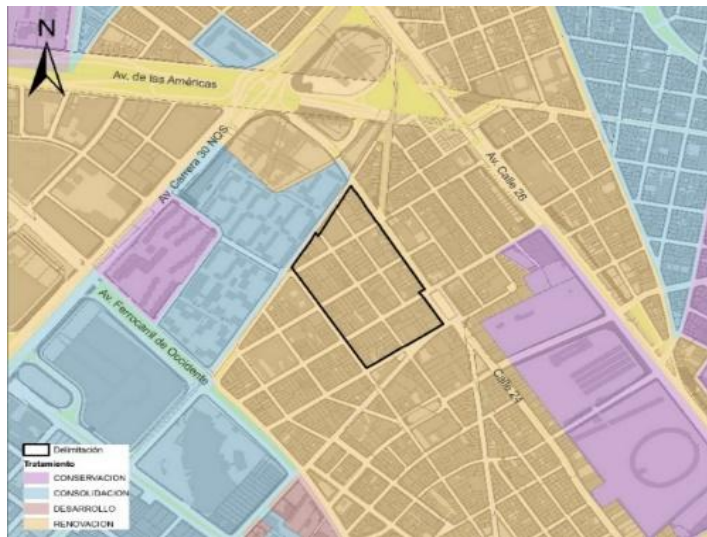 N
Av. de las Américas
Av. Carrera 30 NQS
Av. Calle 26
Av. Ferrocarril de Occidente
Calle 24
Delimitación
Tratamiento
CONSERVACION
CONSOLIDACION
DESARROLLO
RENOVACION